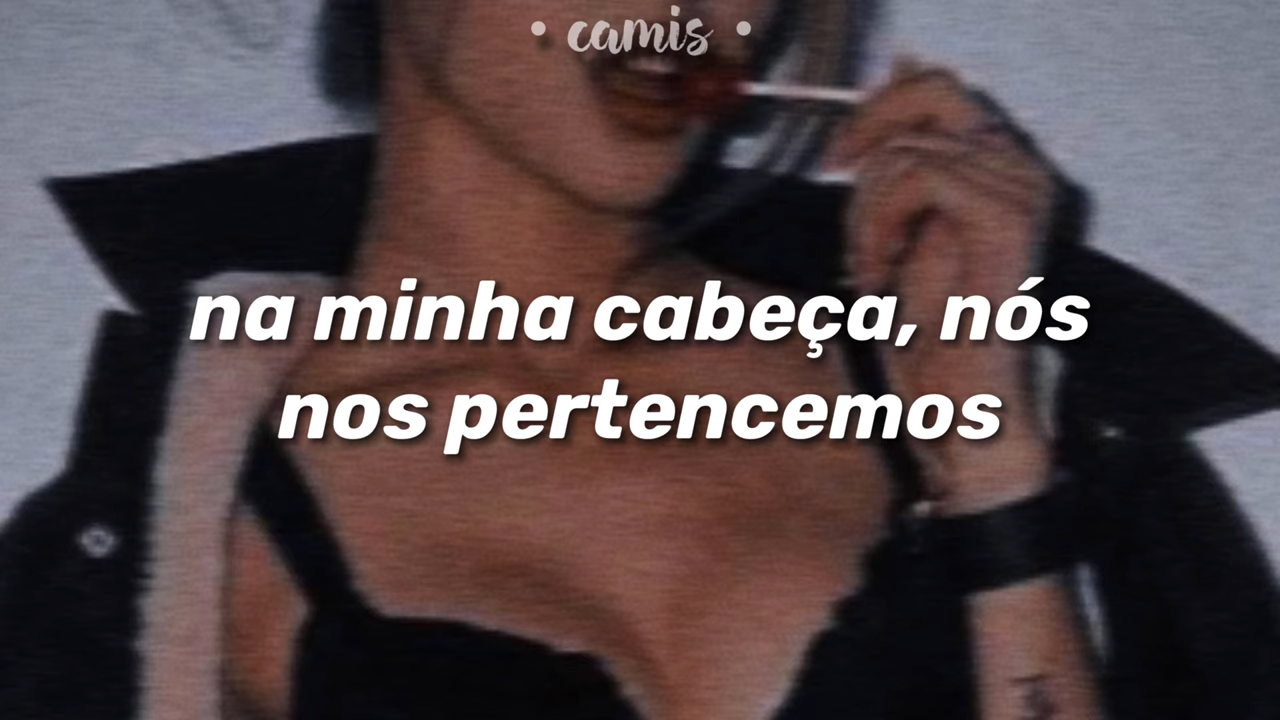 • camis •
na minha cabeça, nós
nos pertencemos